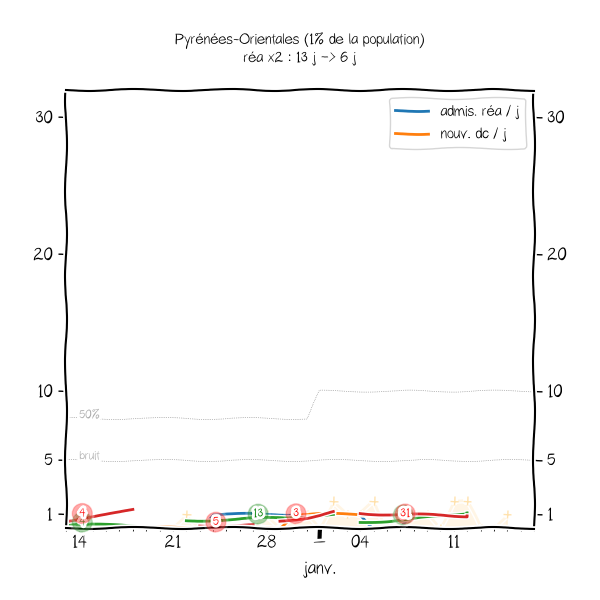 Pyrénées-Orientales (1% de la population)
réa x2 : 13 j -> 6 j
admis. réa / j
nouv. dc / j
30 30
20 20
10 10
50%
bruit
5 5
1 1
4
5
13
3
31
14 21 28 04 11
janv.